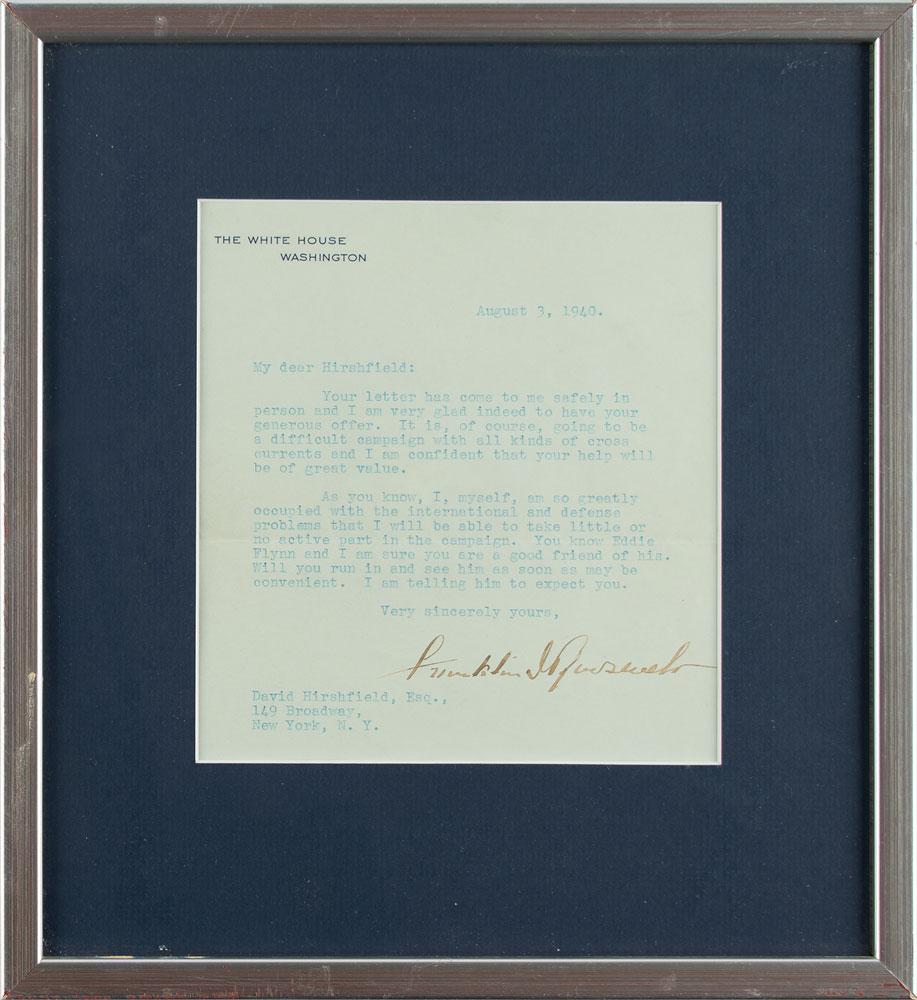 THE WHITE HOUSE
WASHINGTON
August 3, 1940.
My dear Hirshfield:
Your letter has come to me safely in
person and I am very glad indeed to have your
generous offer. It is, of course, going to be
a difficult campaign with all kinds of cross
currents and I am confident that your help will
be of great value.
As you know, I, myself, am so greatly
occupied with the international and defense
problems that I will be able to take little or
no active part in the campaign. You know Eddie
Flynn and I am sure you are a good friend of his.
Will you run in and see him as soon as may be
convenient. I am telling him to expect you.
Very sincerely yours,
Franklin D Roosevelt
David Hirshfield, Esq.,
149 Broadway,
New York, N. Y.